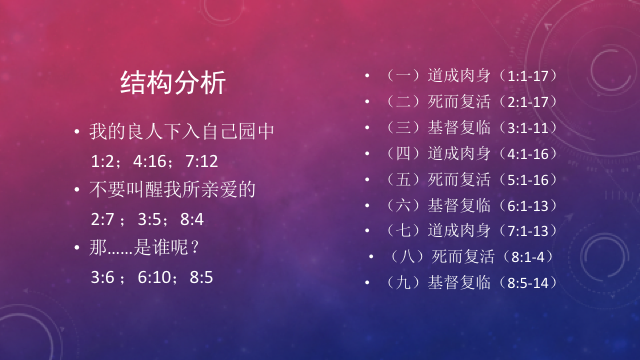 结构分析
• 我的良人下入自己园中
1:2；4:16；7:12
• 不要叫醒我所亲爱的
2:7 ；3:5；8:4
• 那……是谁呢？
3:6 ；6:10；8:5
• （一）道成肉身（1:1-17）
• （二）死而复活（2:1-17）
• （三）基督复临（3:1-11）
• （四）道成肉身（4:1-16）
• （五）死而复活（5:1-16）
• （六）基督复临（6:1-13）
• （七）道成肉身（7:1-13）
• （八）死而复活（8:1-4）
• （九）基督复临（8:5-14）